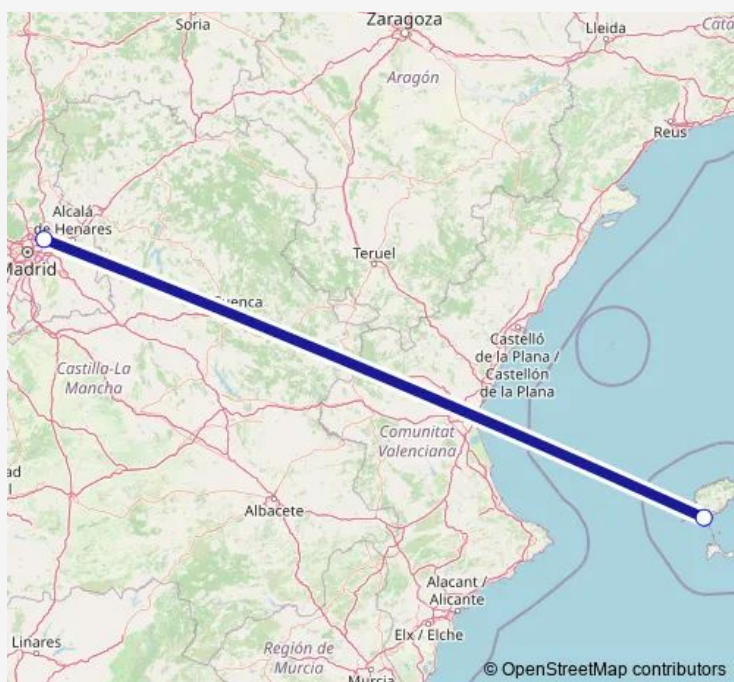 Soria
Zaragoza
Lleida
Cata
Aragón
Reus
Alcalá
de Henares
Madrid
Teruel
Cuenca
Castelló
de la Plana /
Castellón
de la Plana
Castilla-La
Mancha
Comunitat
Valenciana
ad
l
Albacete
Alacant /
Alicante
Elx / Elche
Linares
Región de
Murcia
Murcia
© OpenStreetMap contributors